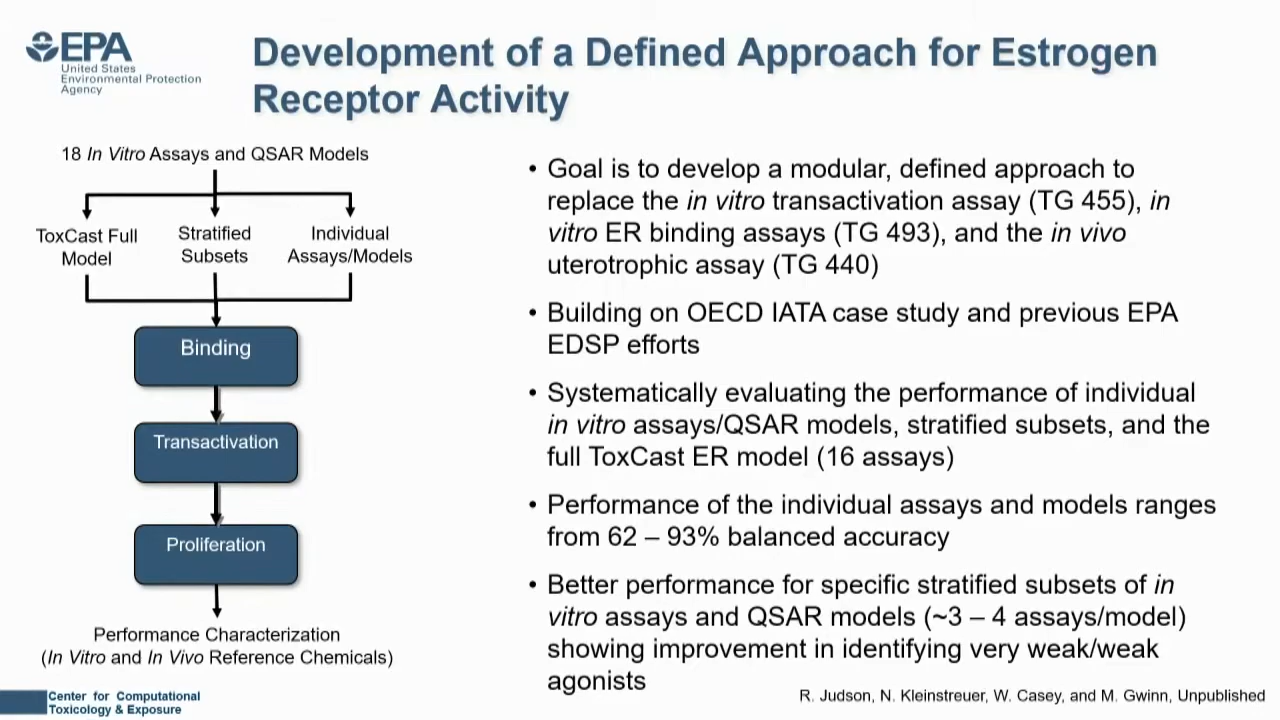 EPA
United States
Environmental Protection
Agency
Development of a Defined Approach for Estrogen
Receptor Activity
18 In Vitro Assays and QSAR Models
ToxCast Full
Model
Stratified
Subsets
Individual
Assays/Models
Binding
Transactivation
Proliferation
Performance Characterization
(In Vitro and In Vivo Reference Chemicals)
• Goal is to develop a modular, defined approach to
replace the in vitro transactivation assay (TG 455), in
vitro ER binding assays (TG 493), and the in vivo
uterotrophic assay (TG 440)
• Building on OECD IATA case study and previous EPA
EDSP efforts
• Systematically evaluating the performance of individual
in vitro assays/QSAR models, stratified subsets, and the
full ToxCast ER model (16 assays)
• Performance of the individual assays and models ranges
from 62 – 93% balanced accuracy
• Better performance for specific stratified subsets of in
vitro assays and QSAR models (~3 – 4 assays/model)
showing improvement in identifying very weak/weak
agonists
Center for Computational
Toxicology & Exposure
R. Judson, N. Kleinstreuer, W. Casey, and M. Gwinn, Unpublished